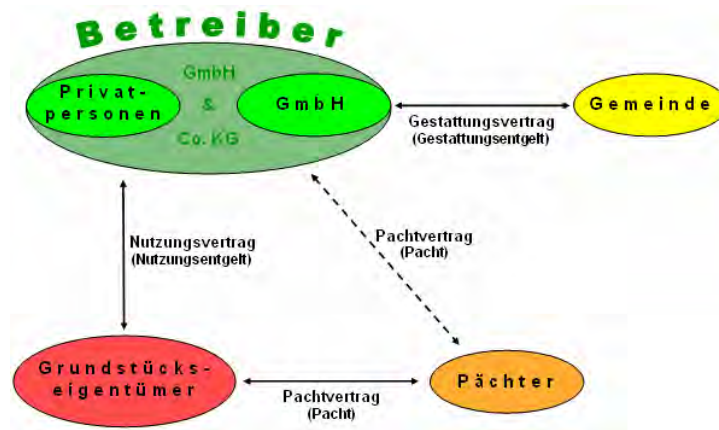 Betreiber
GmbH
&
Co. KG
Privat-
personen
GmbH
Gestattungsvertrag
(Gestattungsentgelt)
Gemeinde
Nutzungsvertrag
(Nutzungsentgelt)
Pachtvertrag
(Pacht)
Grundstücks-
eigentümer
Pachtvertrag
(Pacht)
Pächter